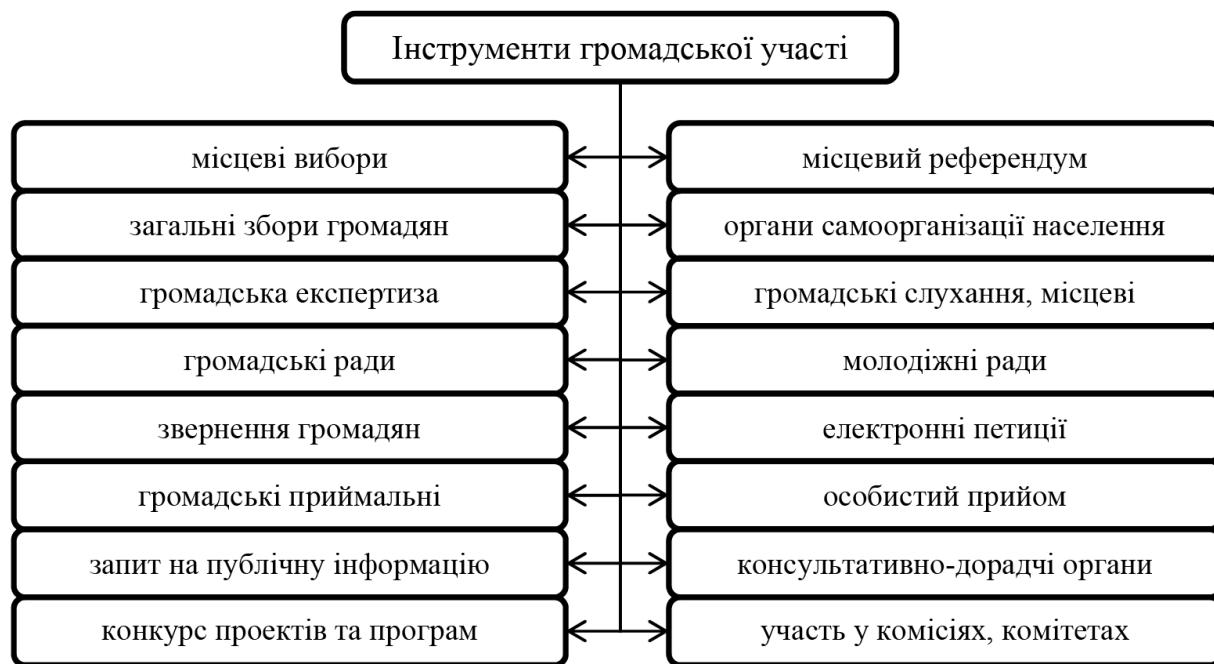 Інструменти громадської участі
місцеві вибори
місцевий референдум
загальні збори громадян
органи самоорганізації населення
громадська експертиза
громадські слухання, місцеві
громадські ради
молодіжні ради
звернення громадян
електронні петиції
громадські приймальні
особистий прийом
запит на публічну інформацію
консультативно-дорадчі органи
конкурс проектів та програм
участь у комісіях, комітетах